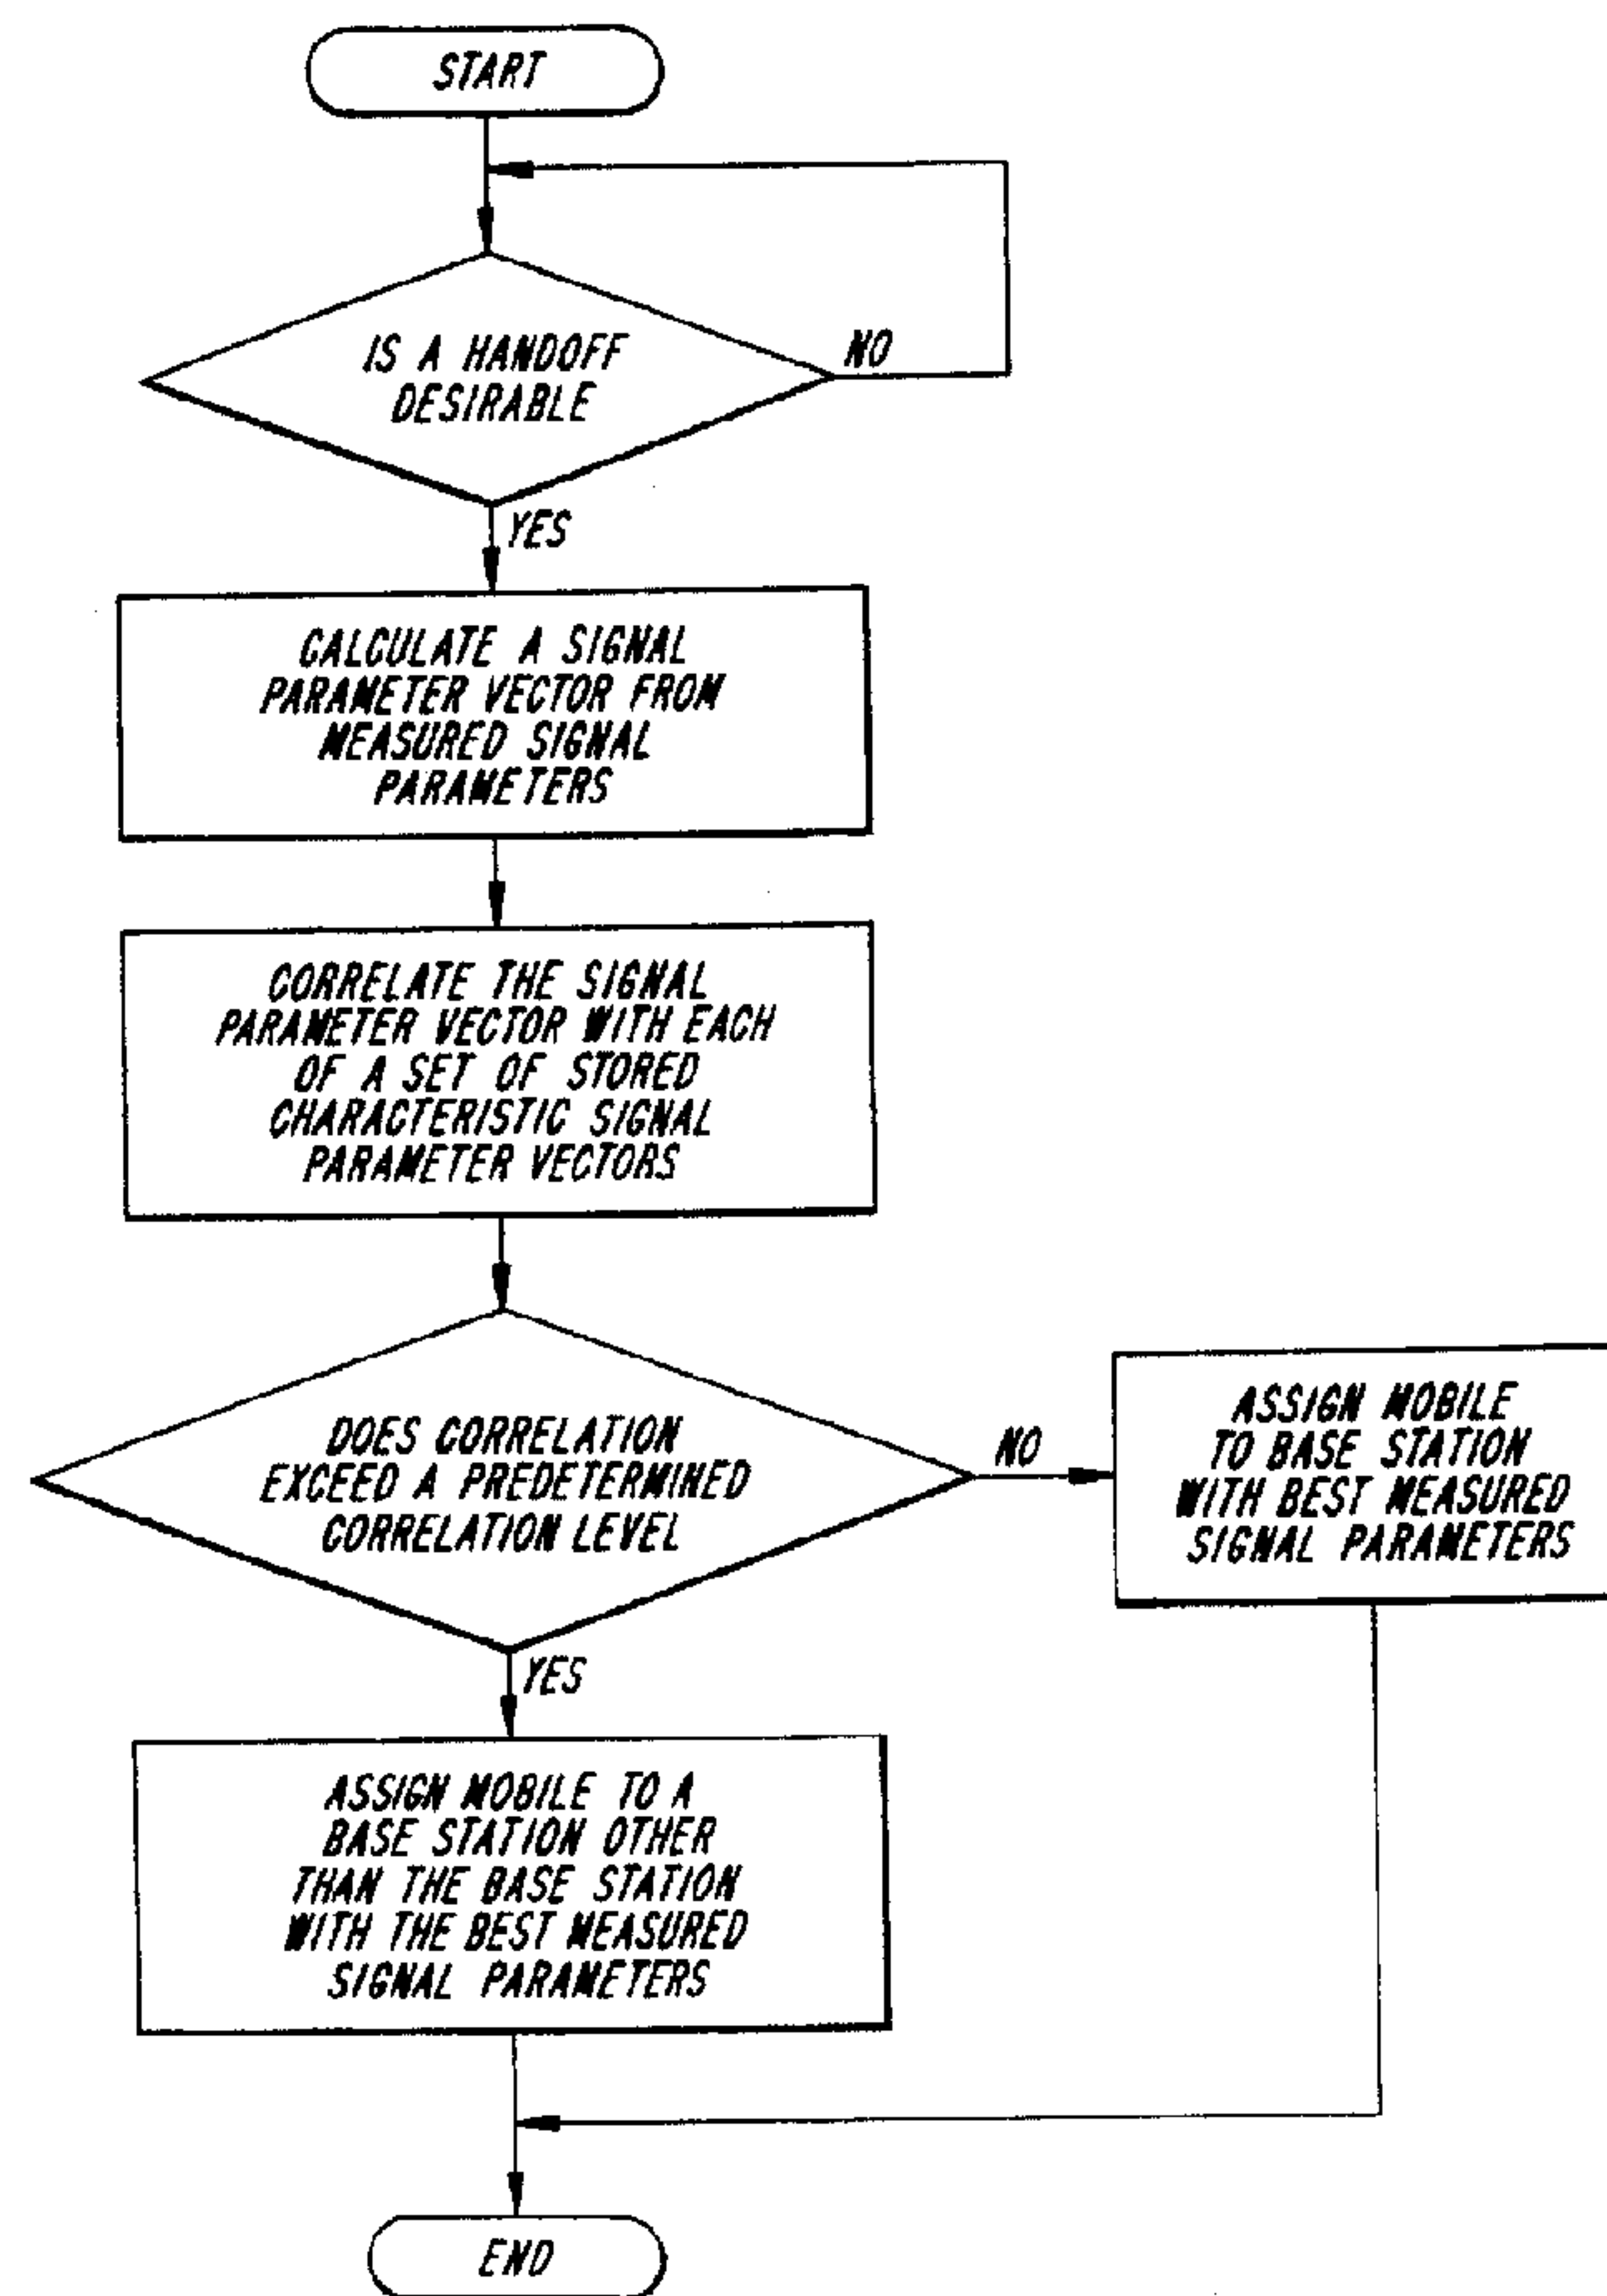 START
IS A HANDOFF
DESIRABLE
NO
YES
CALCULATE A SIGNAL
PARAMETER VECTOR FROM
MEASURED SIGNAL
PARAMETERS
CORRELATE THE SIGNAL
PARAMETER VECTOR WITH EACH
OF A SET OF STORED
CHARACTERISTIC SIGNAL
PARAMETER VECTORS
DOES CORRELATION
EXCEED A PREDETERMINED
CORRELATION LEVEL
NO
ASSIGN MOBILE
TO BASE STATION
WITH BEST MEASURED
SIGNAL PARAMETERS
YES
ASSIGN MOBILE TO A
BASE STATION OTHER
THAN THE BASE STATION
WITH THE BEST MEASURED
SIGNAL PARAMETERS
END